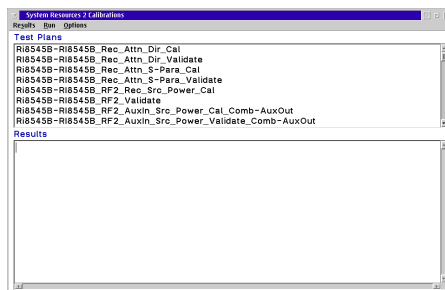 System Resources 2 Calibrations
Results Run Options
Test Plans
Ri8545B-RI8545B_Rec_Attn_Dir_Cal
Ri8545B-RI8545B_Rec_Attn_Dir_Validate
Ri8545B-RI8545B_Rec_Attn_S-Para_Cal
Ri8545B-RI8545B_Rec_Attn_S-Para_Validate
Ri8545B-RI8545B_RF2_Rec_Src_Power_Cal
Ri8545B-RI8545B_RF2_Validate
Ri8545B-RI8545B_RF2_AuxIn_Src_Power_Cal_Comb-AuxOut
Ri8545B-RI8545B_RF2_AuxIn_Src_Power_Validate_Comb-AuxOut
Results